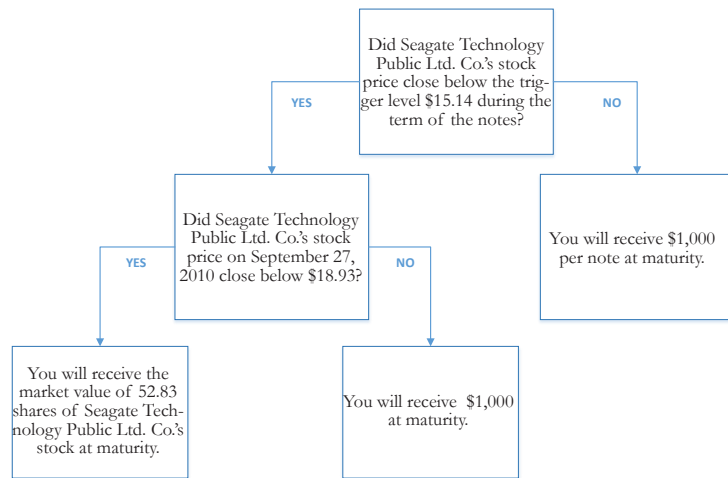 Did Seagate Technology
Public Ltd. Co.'s stock
price close below the trig-
ger level $15.14 during the
term of the notes?
YES
NO
Did Seagate Technology
Public Ltd. Co.'s stock
price on September 27,
2010 close below $18.93?
You will receive $1,000
per note at maturity.
YES
NO
You will receive the
market value of 52.83
shares of Seagate Tech-
nology Public Ltd. Co.'s
stock at maturity.
You will receive $1,000
at maturity.